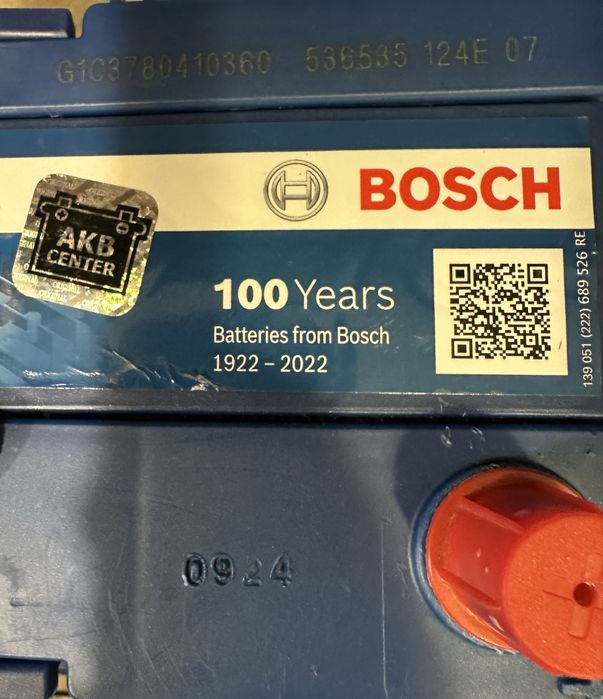 G1C3780410360 536535 124E 07
BOSCH
AKB
CENTER
100 Years
Batteries from Bosch
1922 – 2022
139 051 (222) 689 526 RE
0924